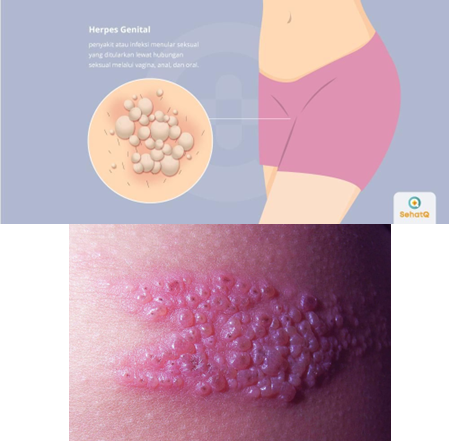 Herpes Genital
penyakit atau infeksi menular seksual
yang ditularkan lewat hubungan
seksual melalui vagina, anal, dan oral.
SehatQ